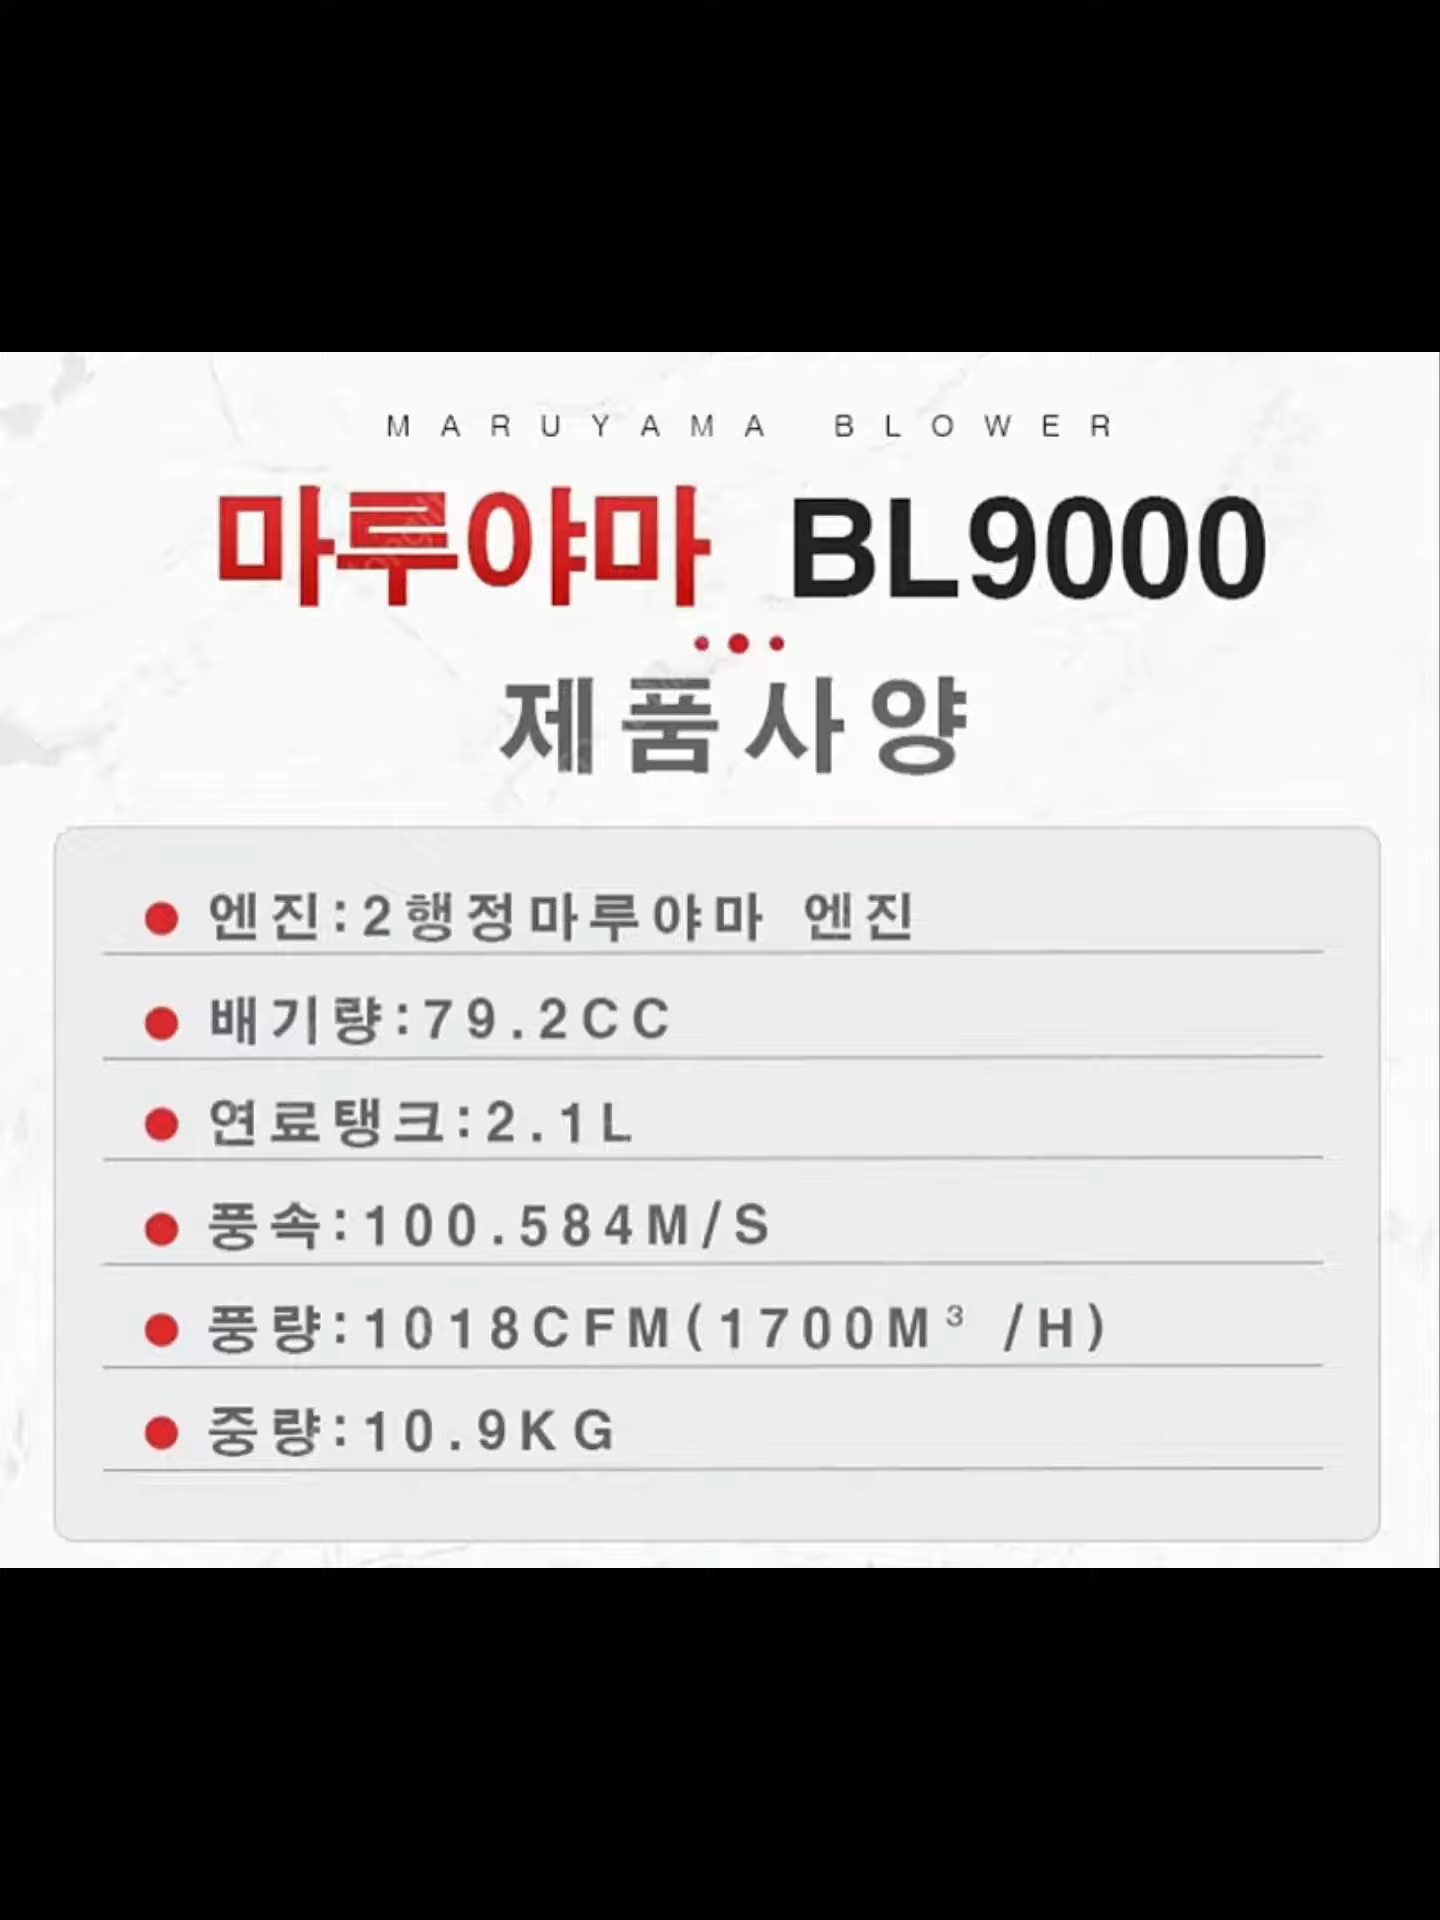 MARUYAMA BLOWER
마루야마 BL9000
제품사양
엔진:2행정마루야마 엔진
배기량:79.2CC
연료탱크:2.1L
풍속:100.584M/S
풍량:1018CFM(1700M³ /H)
중량:10.9KG